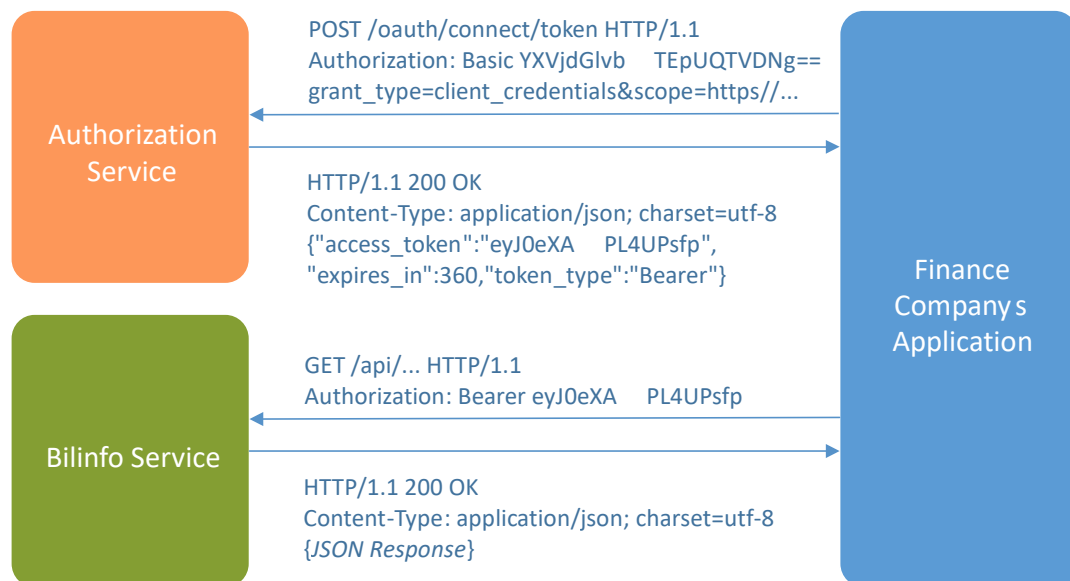 POST /oauth/connect/token HTTP/1.1
Authorization: Basic YXVjdGlvb TEpUQTVDNg==
grant_type=client_credentials&scope=https//...
Authorization
Service
HTTP/1.1 200 OK
Content-Type: application/json; charset=utf-8
{"access_token":"eyJ0eXA PL4UPsfp",
"expires_in":360,"token_type":"Bearer"}
Finance
Company s
Application
GET /api/... HTTP/1.1
Authorization: Bearer eyJ0eXA PL4UPsfp
Bilinfo Service
HTTP/1.1 200 OK
Content-Type: application/json; charset=utf-8
{JSON Response}